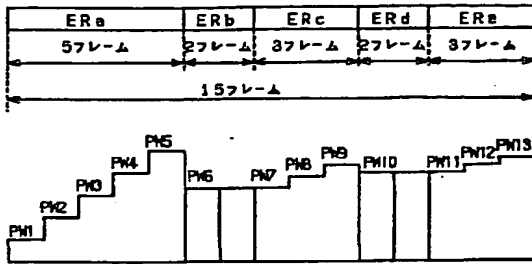 ERa ERb ERc ERd ERe
5フレーム 2フレーム 3フレーム 2フレーム 3フレーム
15フレーム
PW1 PW2 PW3 PW4 PW5 PW6 PW7 PW8 PW9 PW10 PW11 PW12 PW13